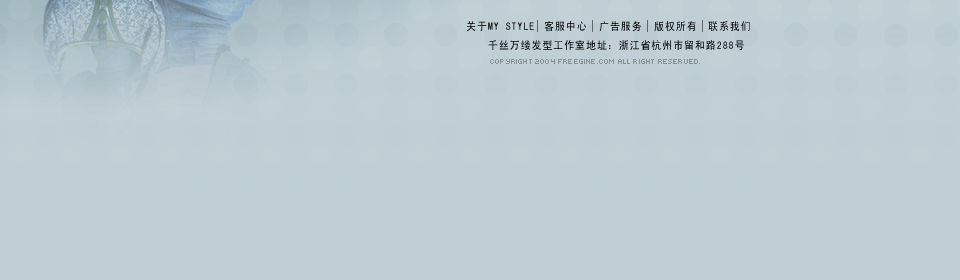 关于MY STYLE| 客服中心 | 广告服务 | 版权所有 | 联系我们
千丝万缕发型工作室地址：浙江省杭州市留和路288号
COPYRIGHT 2004 FREEGINE.COM ALL RIGHT RESERVED.